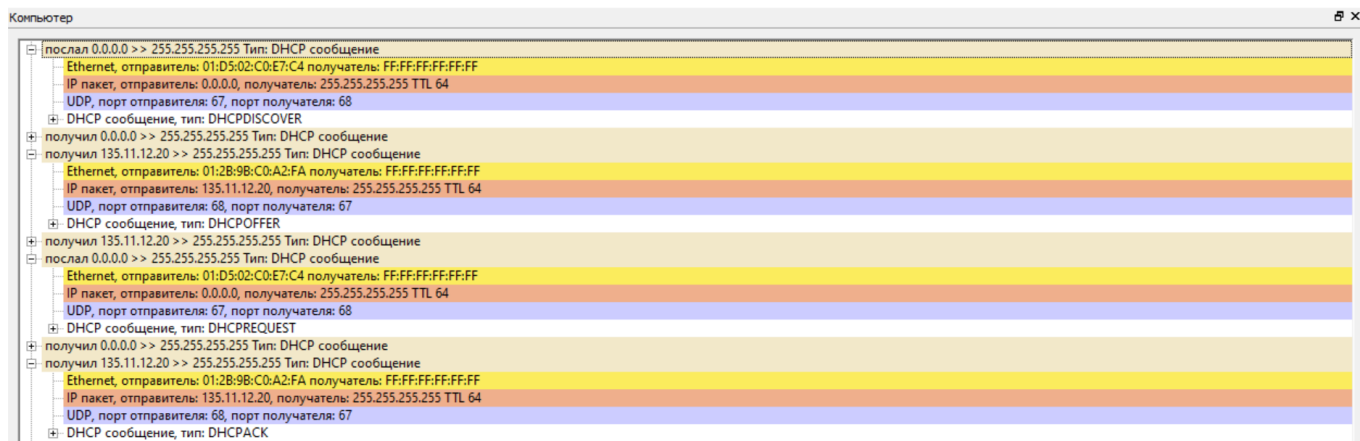 Компьютер
послал 0.0.0.0 >> 255.255.255.255 Тип: DHCP сообщение
Ethernet, отправитель: 01:D5:02:C0:E7:C4 получатель: FF:FF:FF:FF:FF:FF
IP пакет, отправитель: 0.0.0.0, получатель: 255.255.255.255 TTL 64
UDP, порт отправителя: 67, порт получателя: 68
DHCP сообщение, тип: DHCPDISCOVER
получил 0.0.0.0 >> 255.255.255.255 Тип: DHCP сообщение
получил 135.11.12.20 >> 255.255.255.255 Тип: DHCP сообщение
Ethernet, отправитель: 01:2B:9B:C0:A2:FA получатель: FF:FF:FF:FF:FF:FF
IP пакет, отправитель: 135.11.12.20, получатель: 255.255.255.255 TTL 64
UDP, порт отправителя: 68, порт получателя: 67
DHCP сообщение, тип: DHCPOFFER
получил 135.11.12.20 >> 255.255.255.255 Тип: DHCP сообщение
послал 0.0.0.0 >> 255.255.255.255 Тип: DHCP сообщение
Ethernet, отправитель: 01:D5:02:C0:E7:C4 получатель: FF:FF:FF:FF:FF:FF
IP пакет, отправитель: 0.0.0.0, получатель: 255.255.255.255 TTL 64
UDP, порт отправителя: 67, порт получателя: 68
DHCP сообщение, тип: DHCPREQUEST
получил 0.0.0.0 >> 255.255.255.255 Тип: DHCP сообщение
получил 135.11.12.20 >> 255.255.255.255 Тип: DHCP сообщение
Ethernet, отправитель: 01:2B:9B:C0:A2:FA получатель: FF:FF:FF:FF:FF:FF
IP пакет, отправитель: 135.11.12.20, получатель: 255.255.255.255 TTL 64
UDP, порт отправителя: 68, порт получателя: 67
DHCP сообщение, тип: DHCPACK